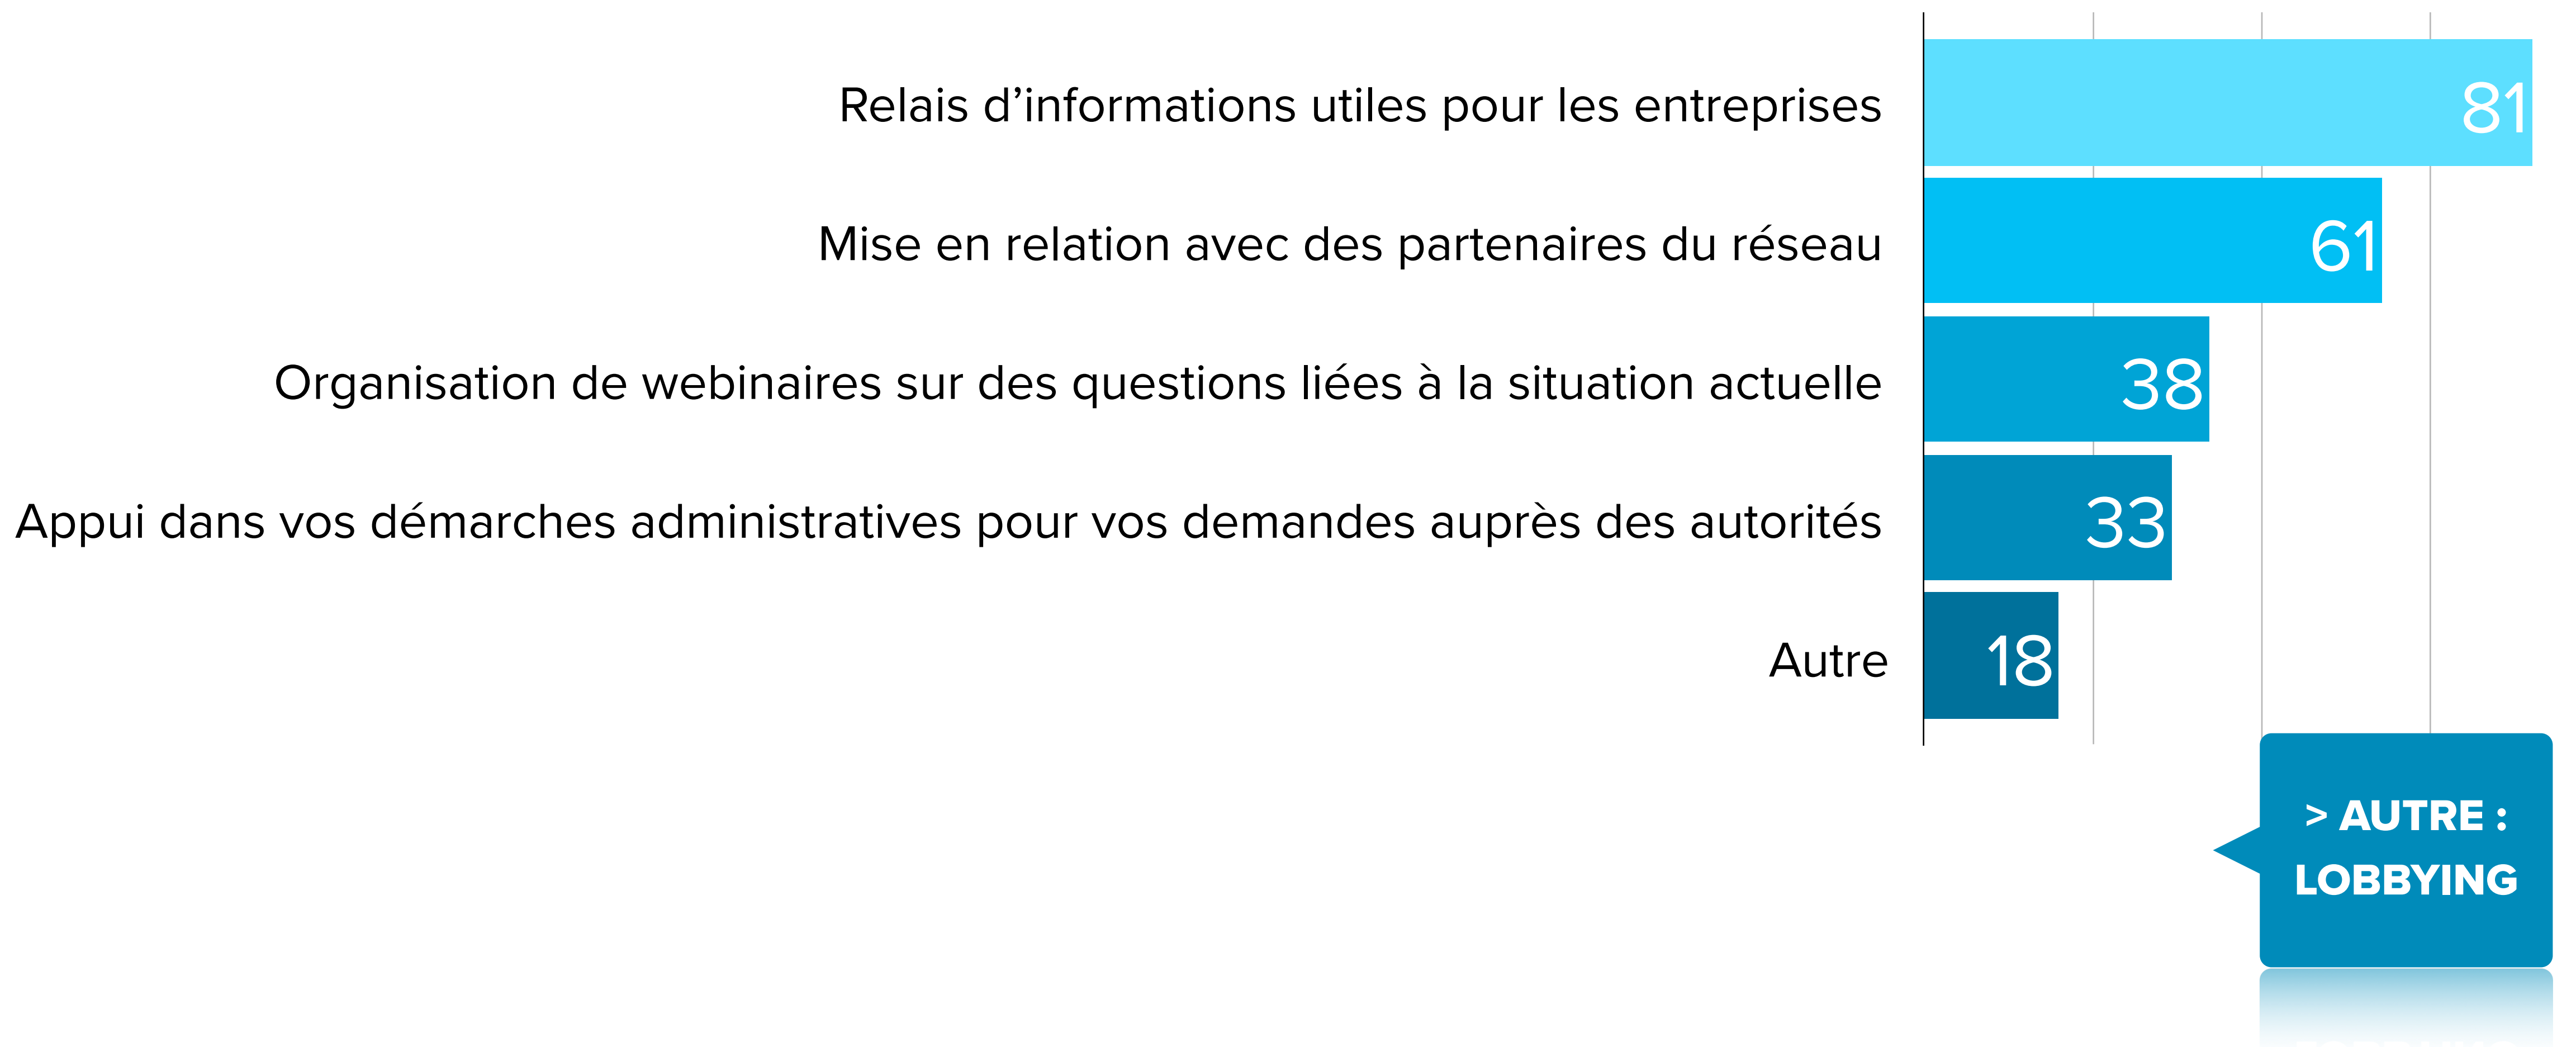 Relais d’informations utiles pour les entreprises
81
Mise en relation avec des partenaires du réseau
61
Organisation de webinaires sur des questions liées à la situation actuelle
38
Appui dans vos démarches administratives pour vos demandes auprès des autorités
33
Autre
18
> AUTRE :
LOBBYING